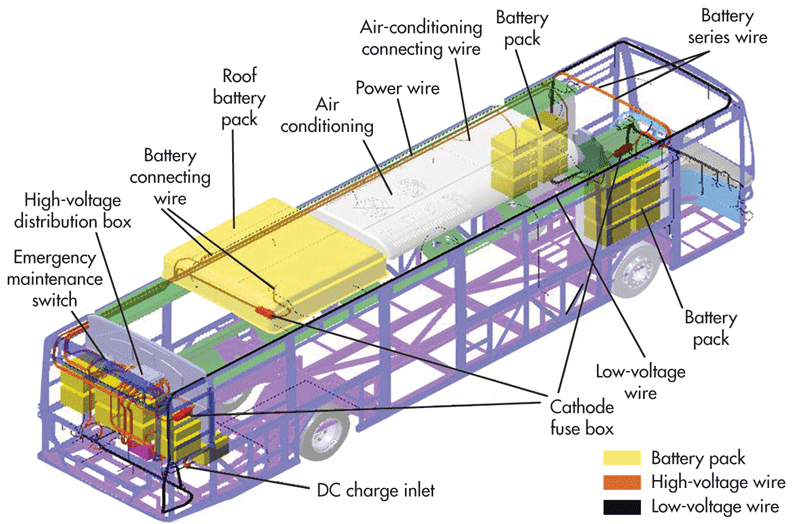 Air-conditioning
connecting wire
Battery
pack
Battery
series wire
Roof
battery
pack
Air
conditioning
Power wire
Battery
connecting
wire
High-voltage
distribution box
Emergency
maintenance
switch
Battery
pack
Low-voltage
wire
Cathode
fuse box
DC charge inlet
Battery pack
High-voltage wire
Low-voltage wire